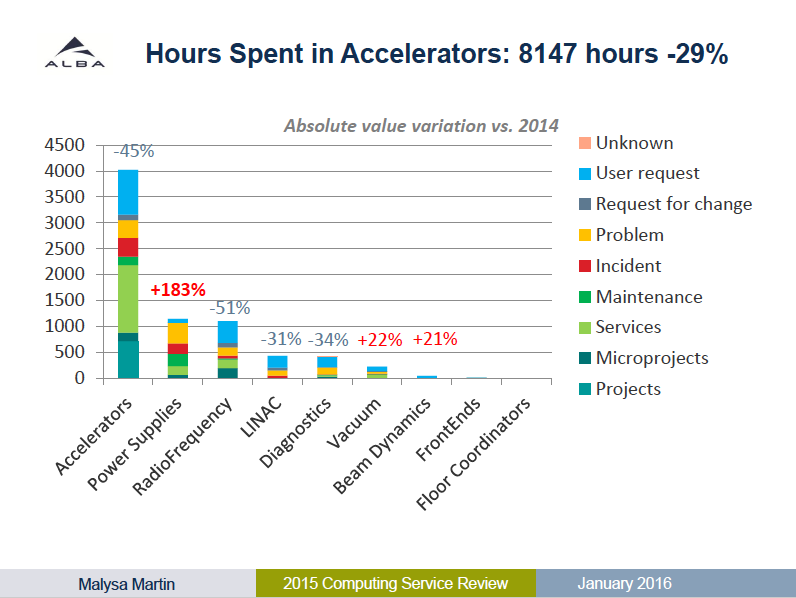 ALBA
Hours Spent in Accelerators: 8147 hours -29%
Absolute value variation vs. 2014
4500
4000
3500
3000
2500
2000
1500
1000
500
0
-45%
+183%
-51%
-31%
-34%
+22%
+21%
Accelerators
Power Supplies
RadioFrequency
LINAC
Diagnostics
Vacuum
Beam Dynamics
FrontEnds
Floor Coordinators
Unknown
User request
Request for change
Problem
Incident
Maintenance
Services
Microprojects
Projects
Malysa Martin
2015 Computing Service Review
January 2016